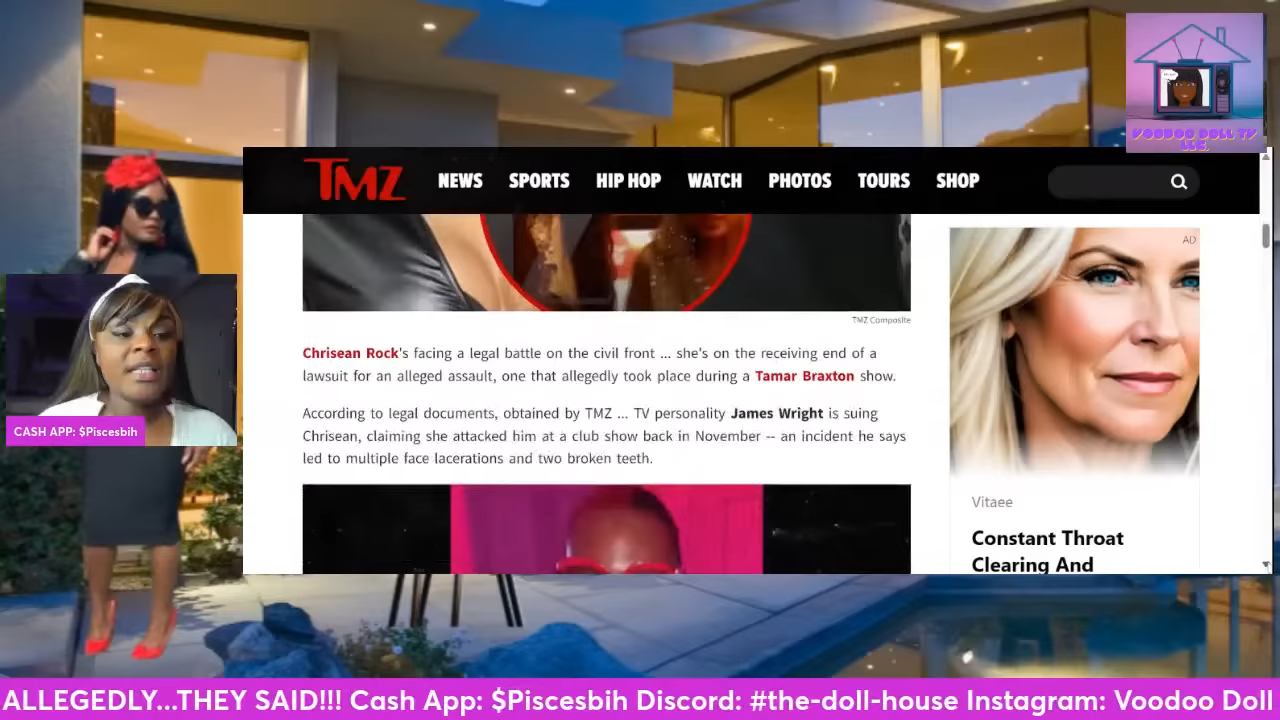 VOODOO DOLL TV
LLC.
TMZ NEWS SPORTS HIP HOP WATCH PHOTOS TOURS SHOP
AD
TMZ Composite
Chrisean Rock's facing a legal battle on the civil front ... she's on the receiving end of a
lawsuit for an alleged assault, one that allegedly took place during a Tamar Braxton show.
According to legal documents, obtained by TMZ ... TV personality James Wright is suing
Chrisean, claiming she attacked him at a club show back in November -- an incident he says
led to multiple face lacerations and two broken teeth.
Vitaee
Constant Throat
Clearing And
CASH APP: $Piscesbih
ALLEGEDLY...THEY SAID!!! Cash App: $Piscesbih Discord: #the-doll-house Instagram: Voodoo Doll